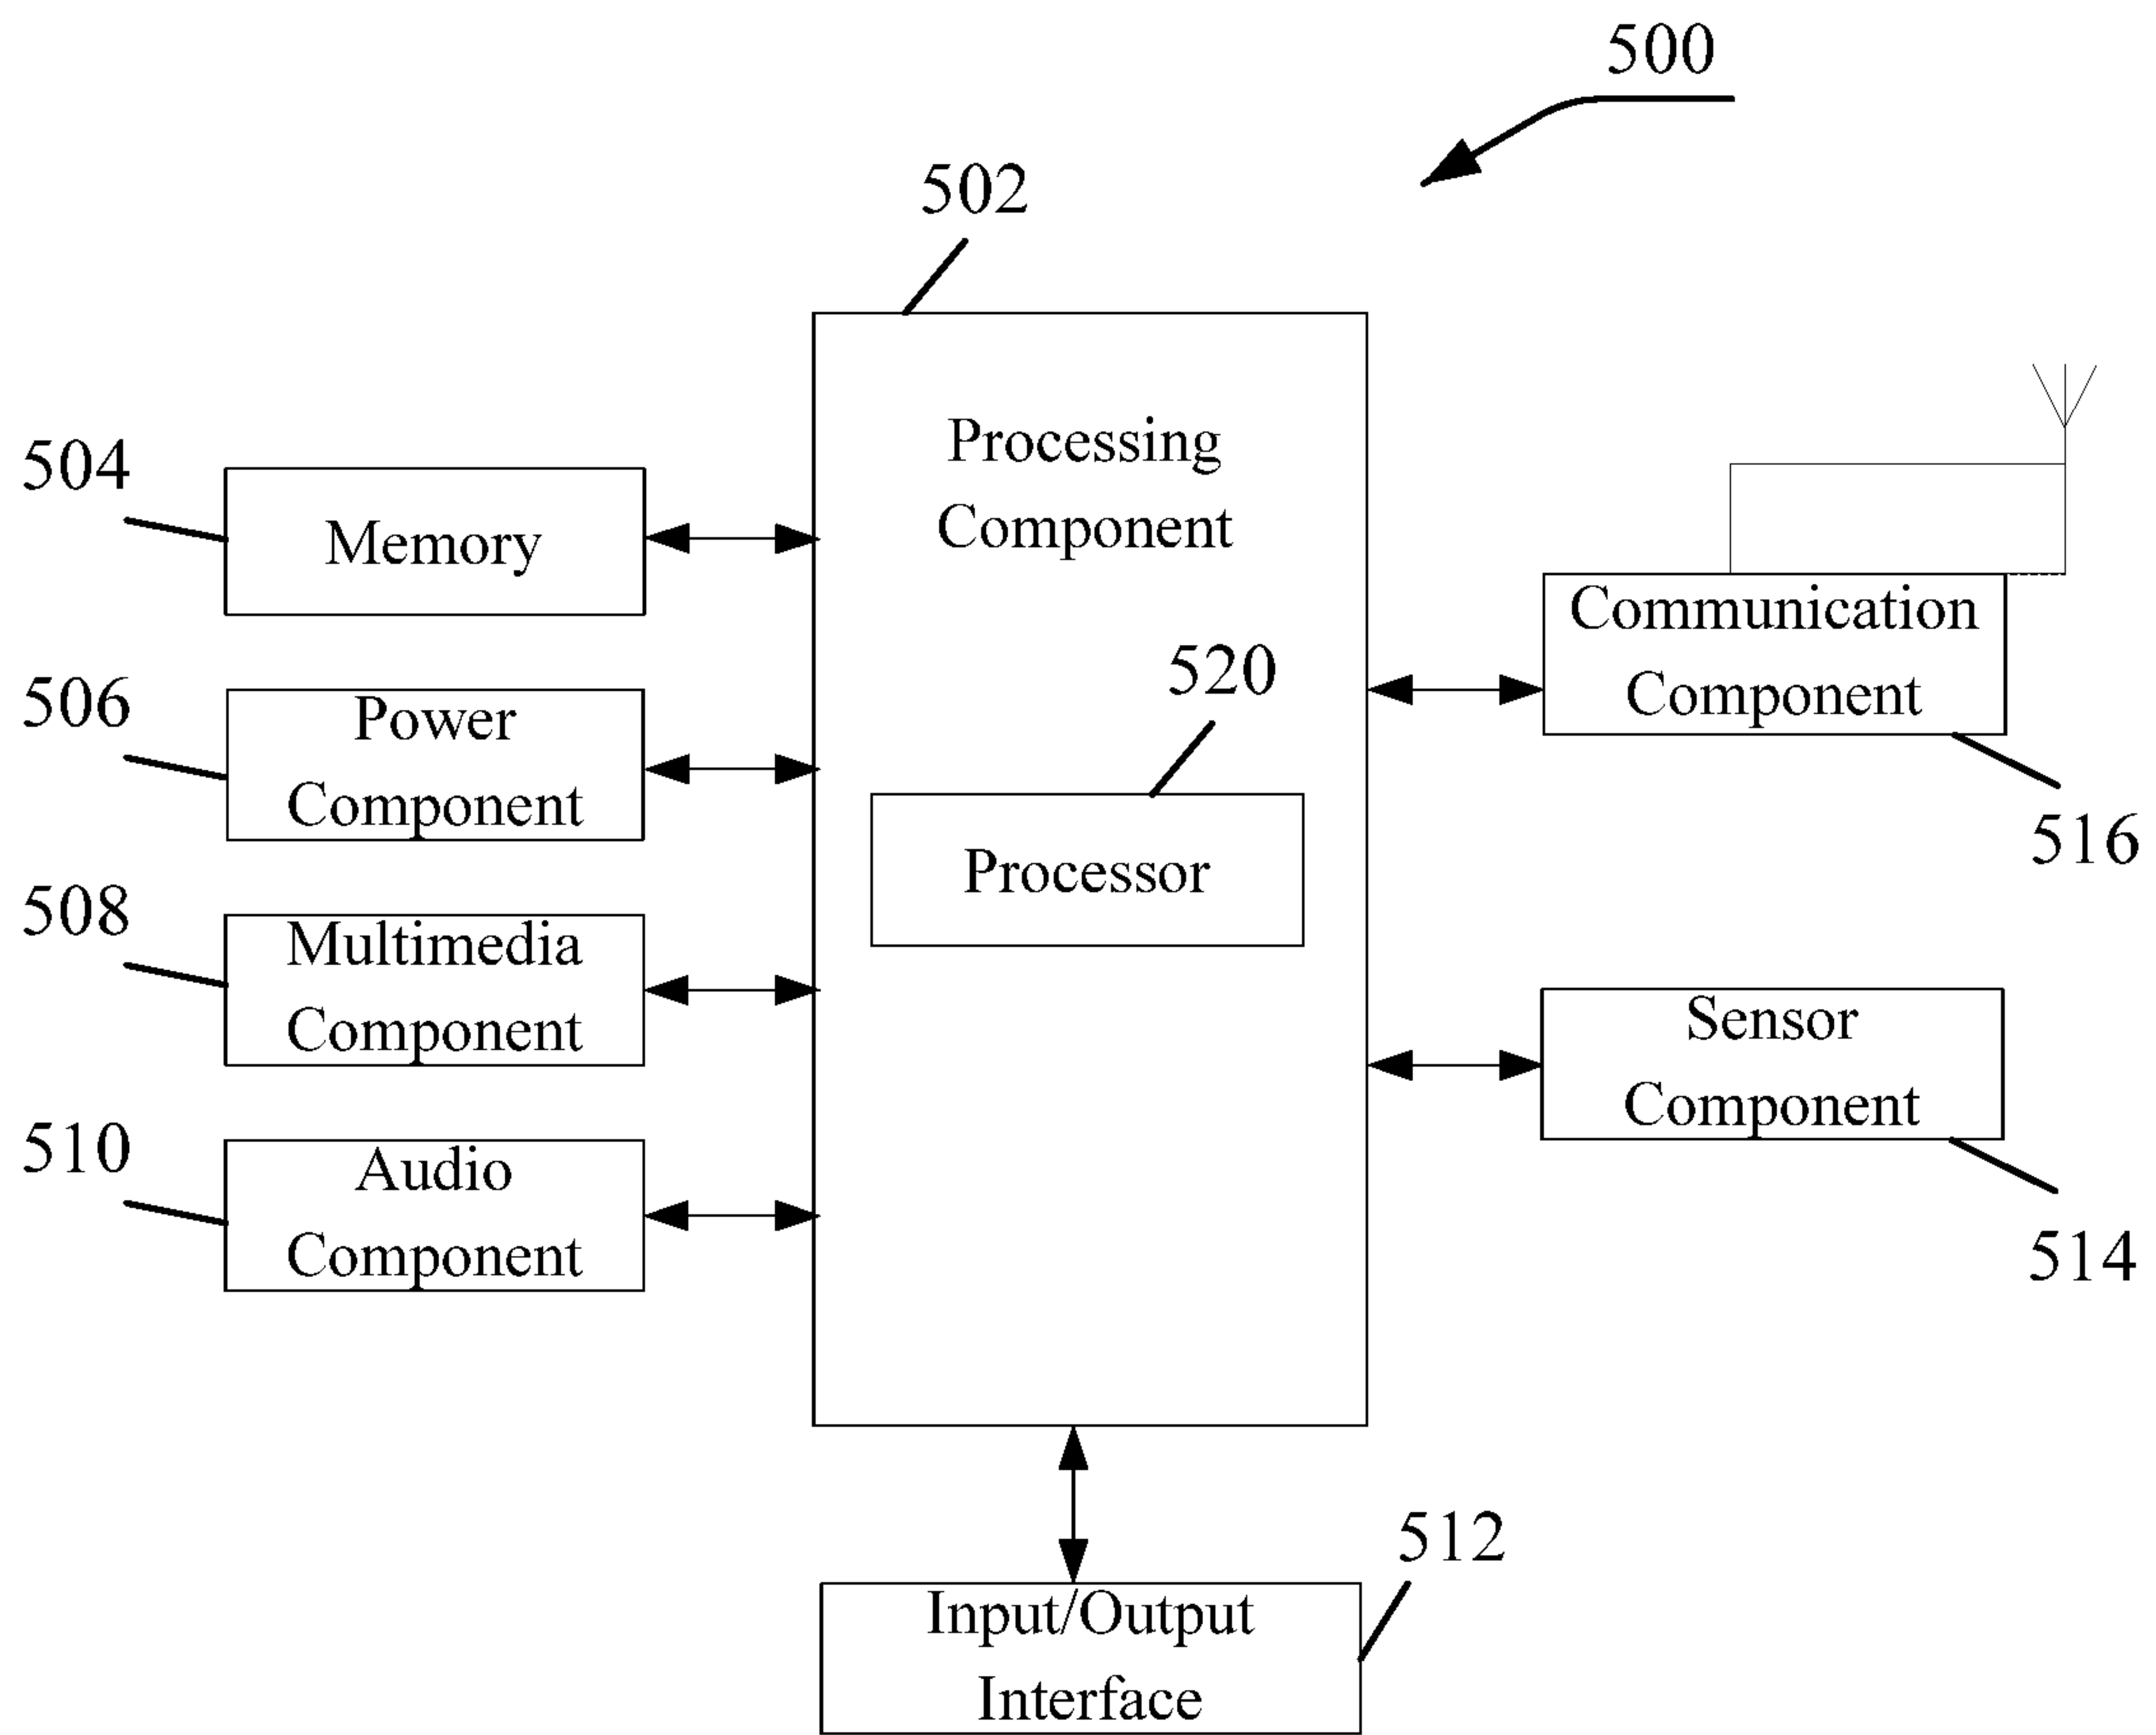 500
502
Processing
Component
504
Memory
506
Power
Component
508
Multimedia
Component
510
Audio
Component
520
Processor
Communication
Component
516
Sensor
Component
514
512
Input/Output
Interface